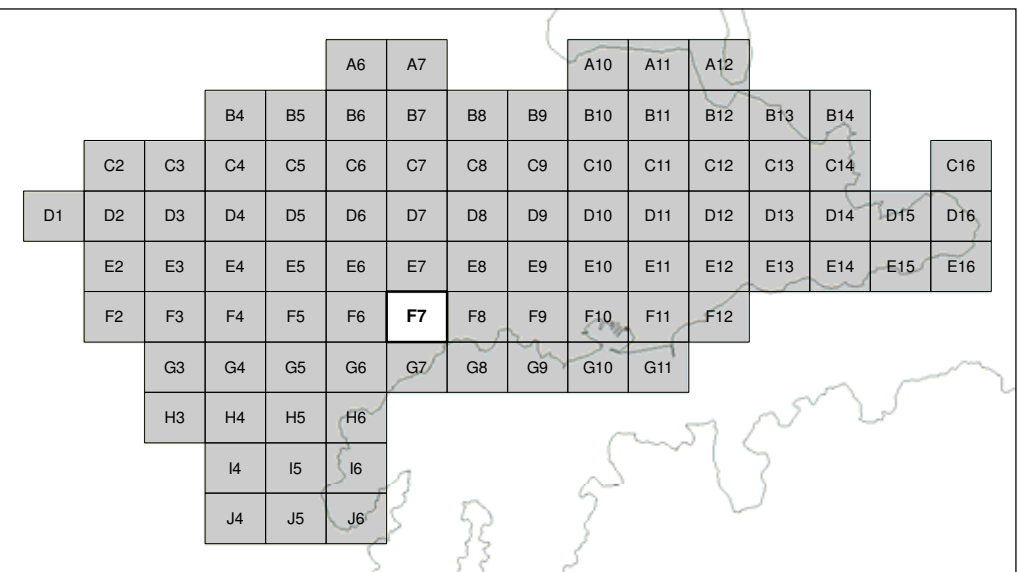 A6 A7 A10 A11 A12
B4 B5 B6 B7 B8 B9 B10 B11 B12 B13 B14
C2 C3 C4 C5 C6 C7 C8 C9 C10 C11 C12 C13 C14 C16
D1 D2 D3 D4 D5 D6 D7 D8 D9 D10 D11 D12 D13 D14 D15 D16
E2 E3 E4 E5 E6 E7 E8 E9 E10 E11 E12 E13 E14 E15 E16
F2 F3 F4 F5 F6 F7 F8 F9 F10 F11 F12
G3 G4 G5 G6 G7 G8 G9 G10 G11
H3 H4 H5 H6
I4 I5 I6
J4 J5 J6